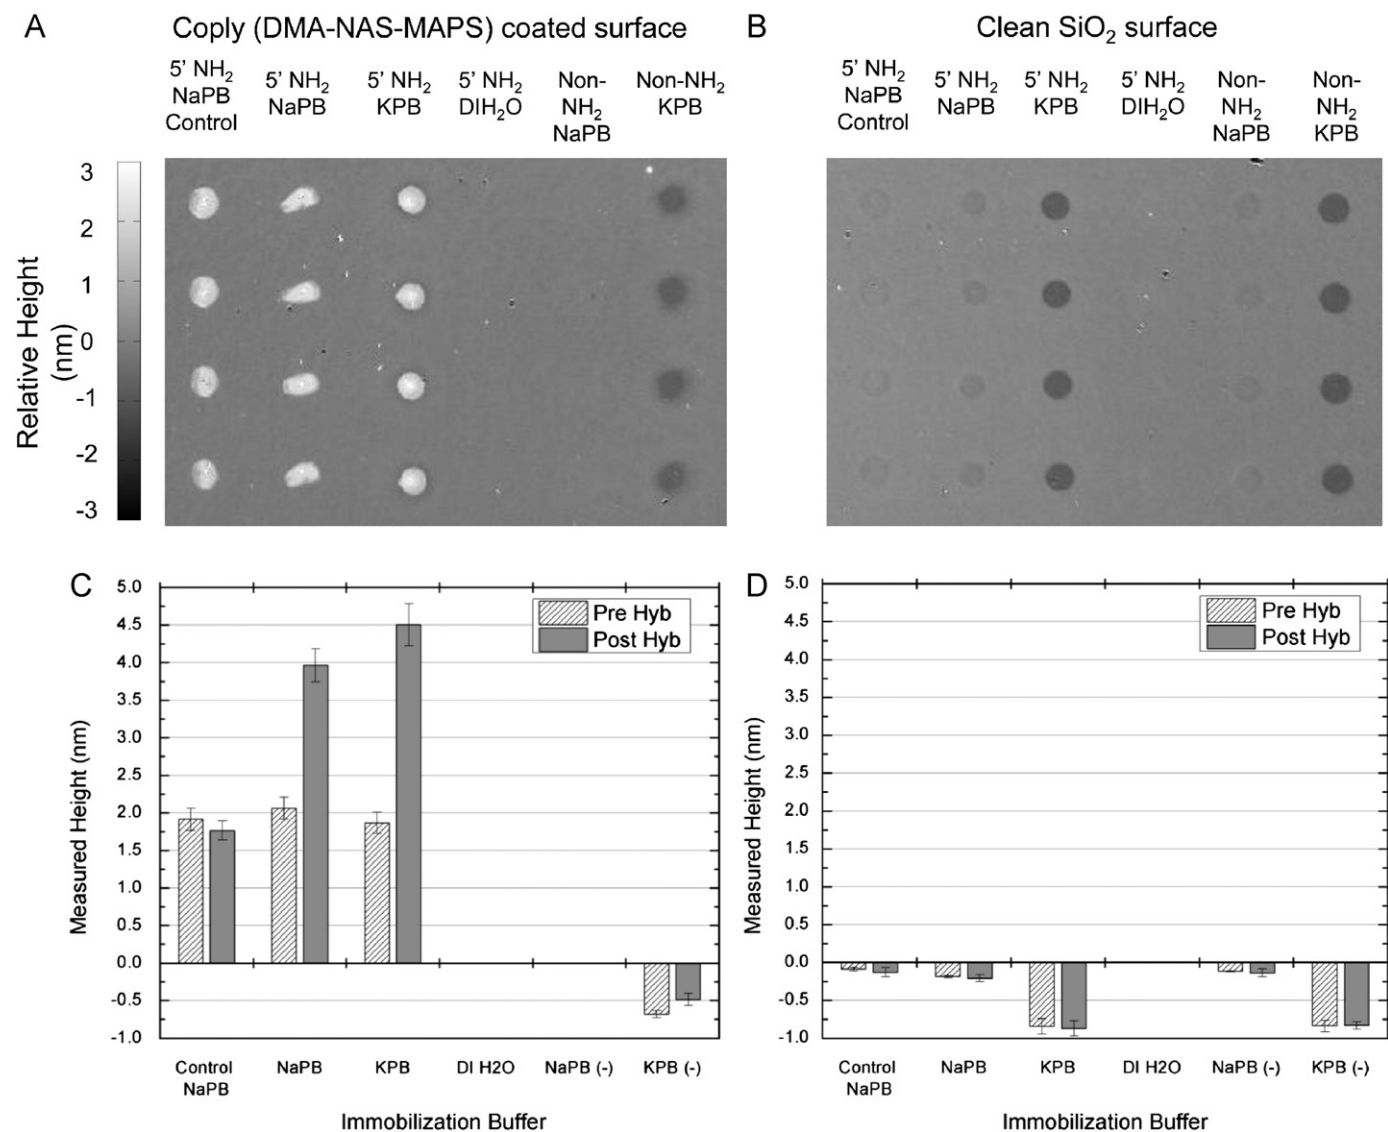 A
Coply (DMA-NAS-MAPS) coated surface
5’ NH2
NaPB
Control
5’ NH2
NaPB
5’ NH2
KPB
5’ NH2
DIH2O
Non-
NH2
NaPB
Non-NH2
KPB
Relative Height
(nm)
3
2
1
0
-1
-2
-3
B
Clean SiO2 surface
5’ NH2
NaPB
Control
5’ NH2
NaPB
5’ NH2
KPB
5’ NH2
DIH2O
Non-
NH2
NaPB
Non-
NH2
KPB
C
Measured Height (nm)
5.0
4.5
4.0
3.5
3.0
2.5
2.0
1.5
1.0
0.5
0.0
-0.5
-1.0
Pre Hyb
Post Hyb
Control
NaPB
NaPB
KPB
DI H2O
NaPB (-)
KPB (-)
Immobilization Buffer
D
Measured Height (nm)
5.0
4.5
4.0
3.5
3.0
2.5
2.0
1.5
1.0
0.5
0.0
-0.5
-1.0
Pre Hyb
Post Hyb
Control
NaPB
NaPB
KPB
DI H2O
NaPB (-)
KPB (-)
Immobilization Buffer